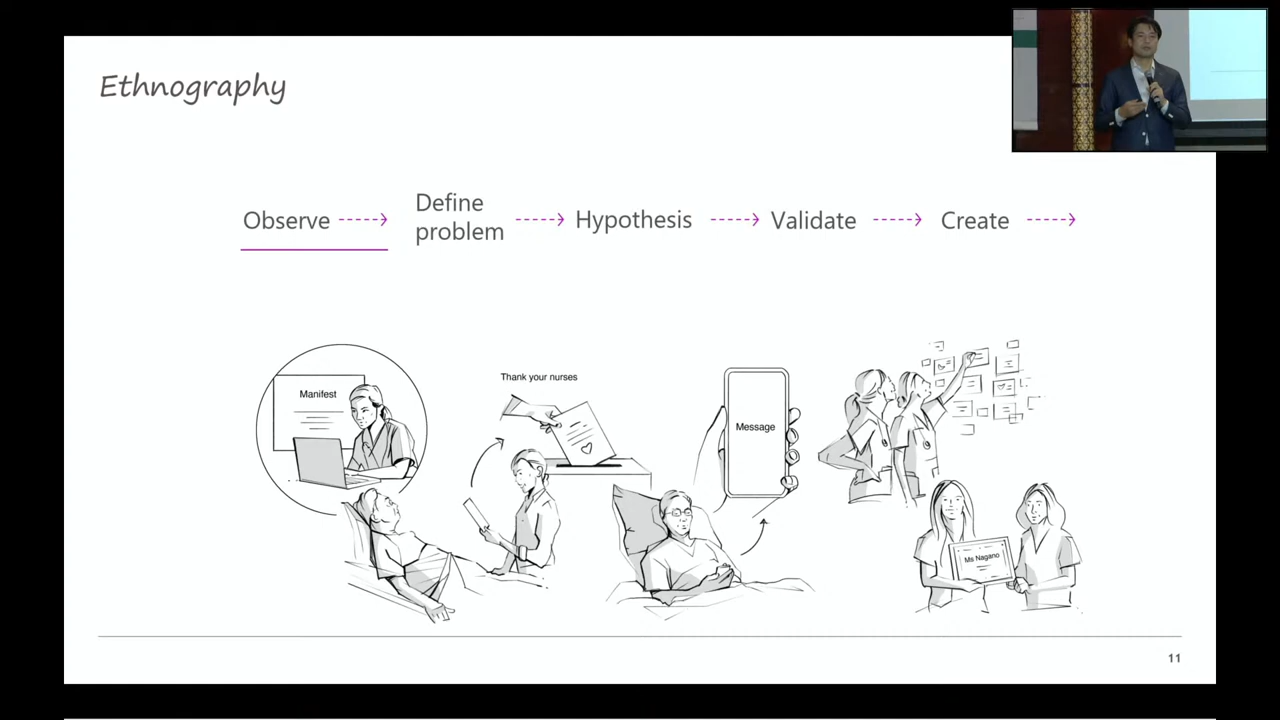 Ethnography
Observe
Define
problem
Hypothesis
Validate
Create
Manifest
Thank your nurses
Message
Ms Nagano
11